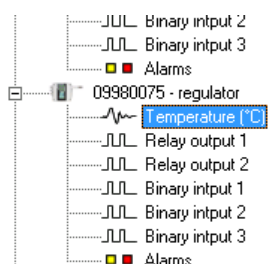 Binary intput 2
Binary intput 3
Alarms
09980075 - regulator
Temperature (°C)
Relay output 1
Relay output 2
Binary intput 1
Binary intput 2
Binary intput 3
Alarms